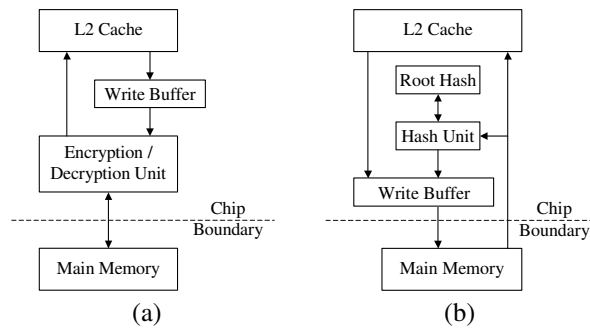 L2 Cache
Write Buffer
Encryption /
Decryption Unit
Chip
Boundary
Main Memory
(a)
L2 Cache
Root Hash
Hash Unit
Write Buffer
Chip
Boundary
Main Memory
(b)